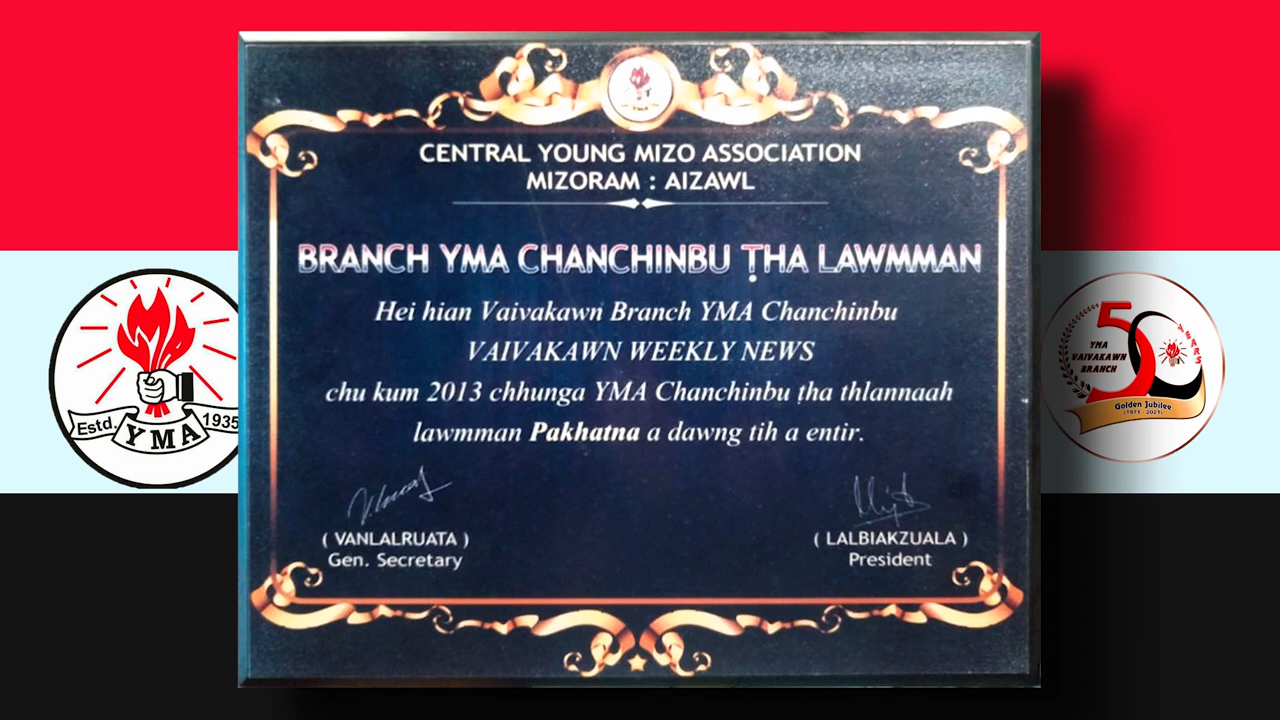 CENTRAL YOUNG MIZO ASSOCIATION
MIZORAM : AIZAWL
BRANCH YMA CHANCHINBU ṬHA LAWMMAN
Hei hian Vaivakawn Branch YMA Chanchinbu
VAIVAKAWN WEEKLY NEWS
chu kum 2013 chhunga YMA Chanchinbu ṭha thlannaah
lawmman Pakhatna a dawng tih a entir.
( VANLALRUATA )
Gen. Secretary
( LALBIAKZUALA )
President
Estd. 1935
YMA
50 YEARS
YMA
VAIVAKAWN
BRANCH
Golden Jubilee
(1971 - 2021)